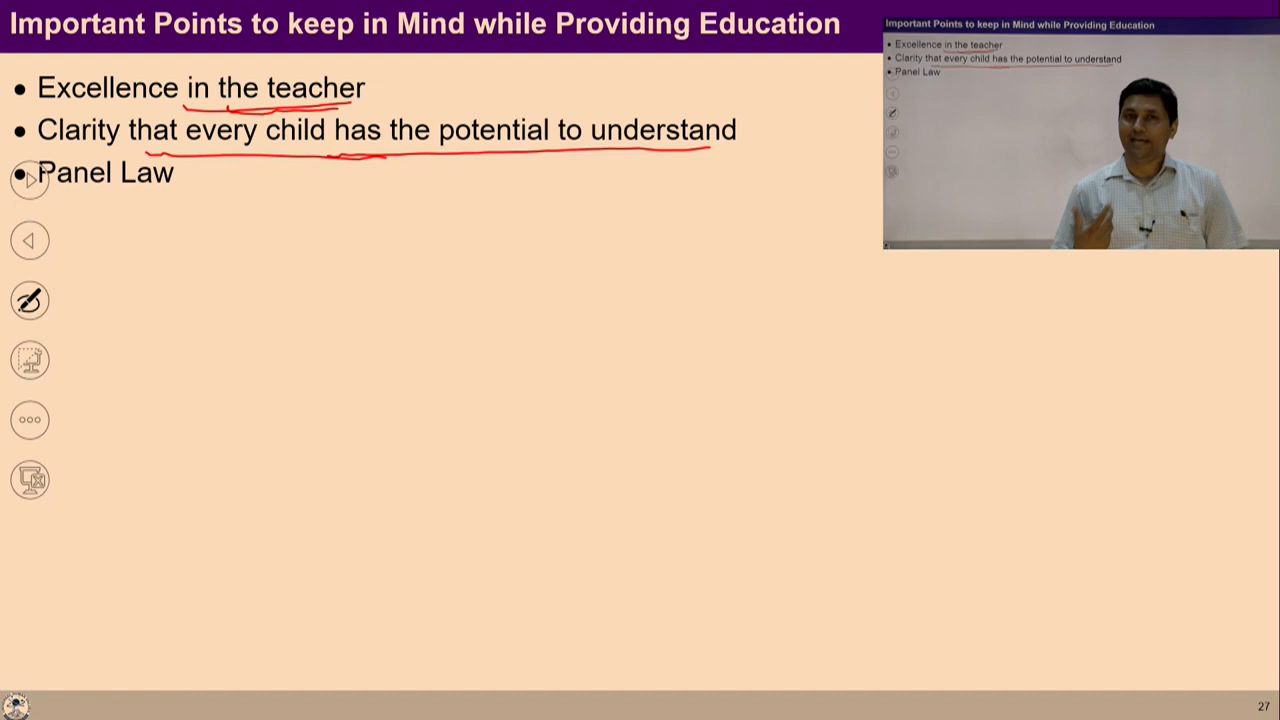 Important Points to keep in Mind while Providing Education
Excellence in the teacher
Clarity that every child has the potential to understand
Panel Law
Important Points to keep in Mind while Providing Education
Excellence in the teacher
Clarity that every child has the potential to understand
Panel Law
27